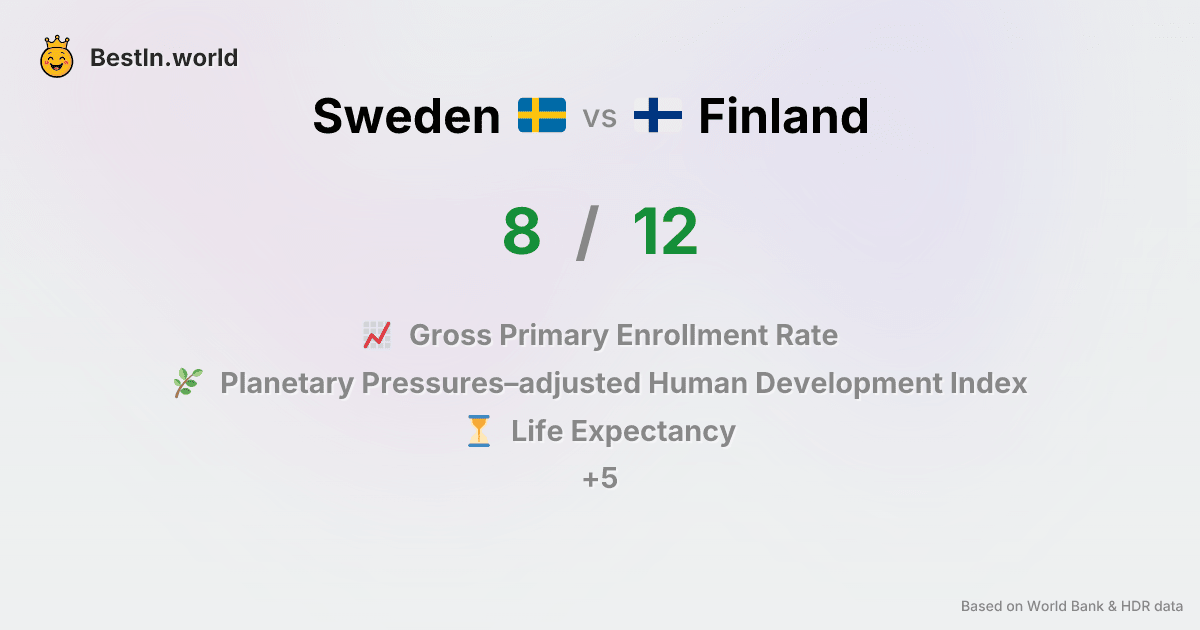 BestIn.world
Sweden vs Finland
8 / 12
Gross Primary Enrollment Rate
Planetary Pressures–adjusted Human Development Index
Life Expectancy
+5
Based on World Bank & HDR data